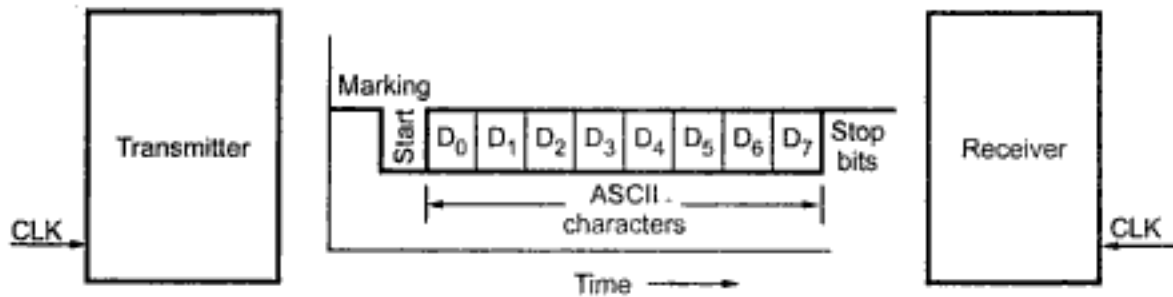 Marking
Transmitter
Start
D0 D1 D2 D3 D4 D5 D6 D7
Stop
bits
Receiver
ASCII
characters
CLK
CLK
Time